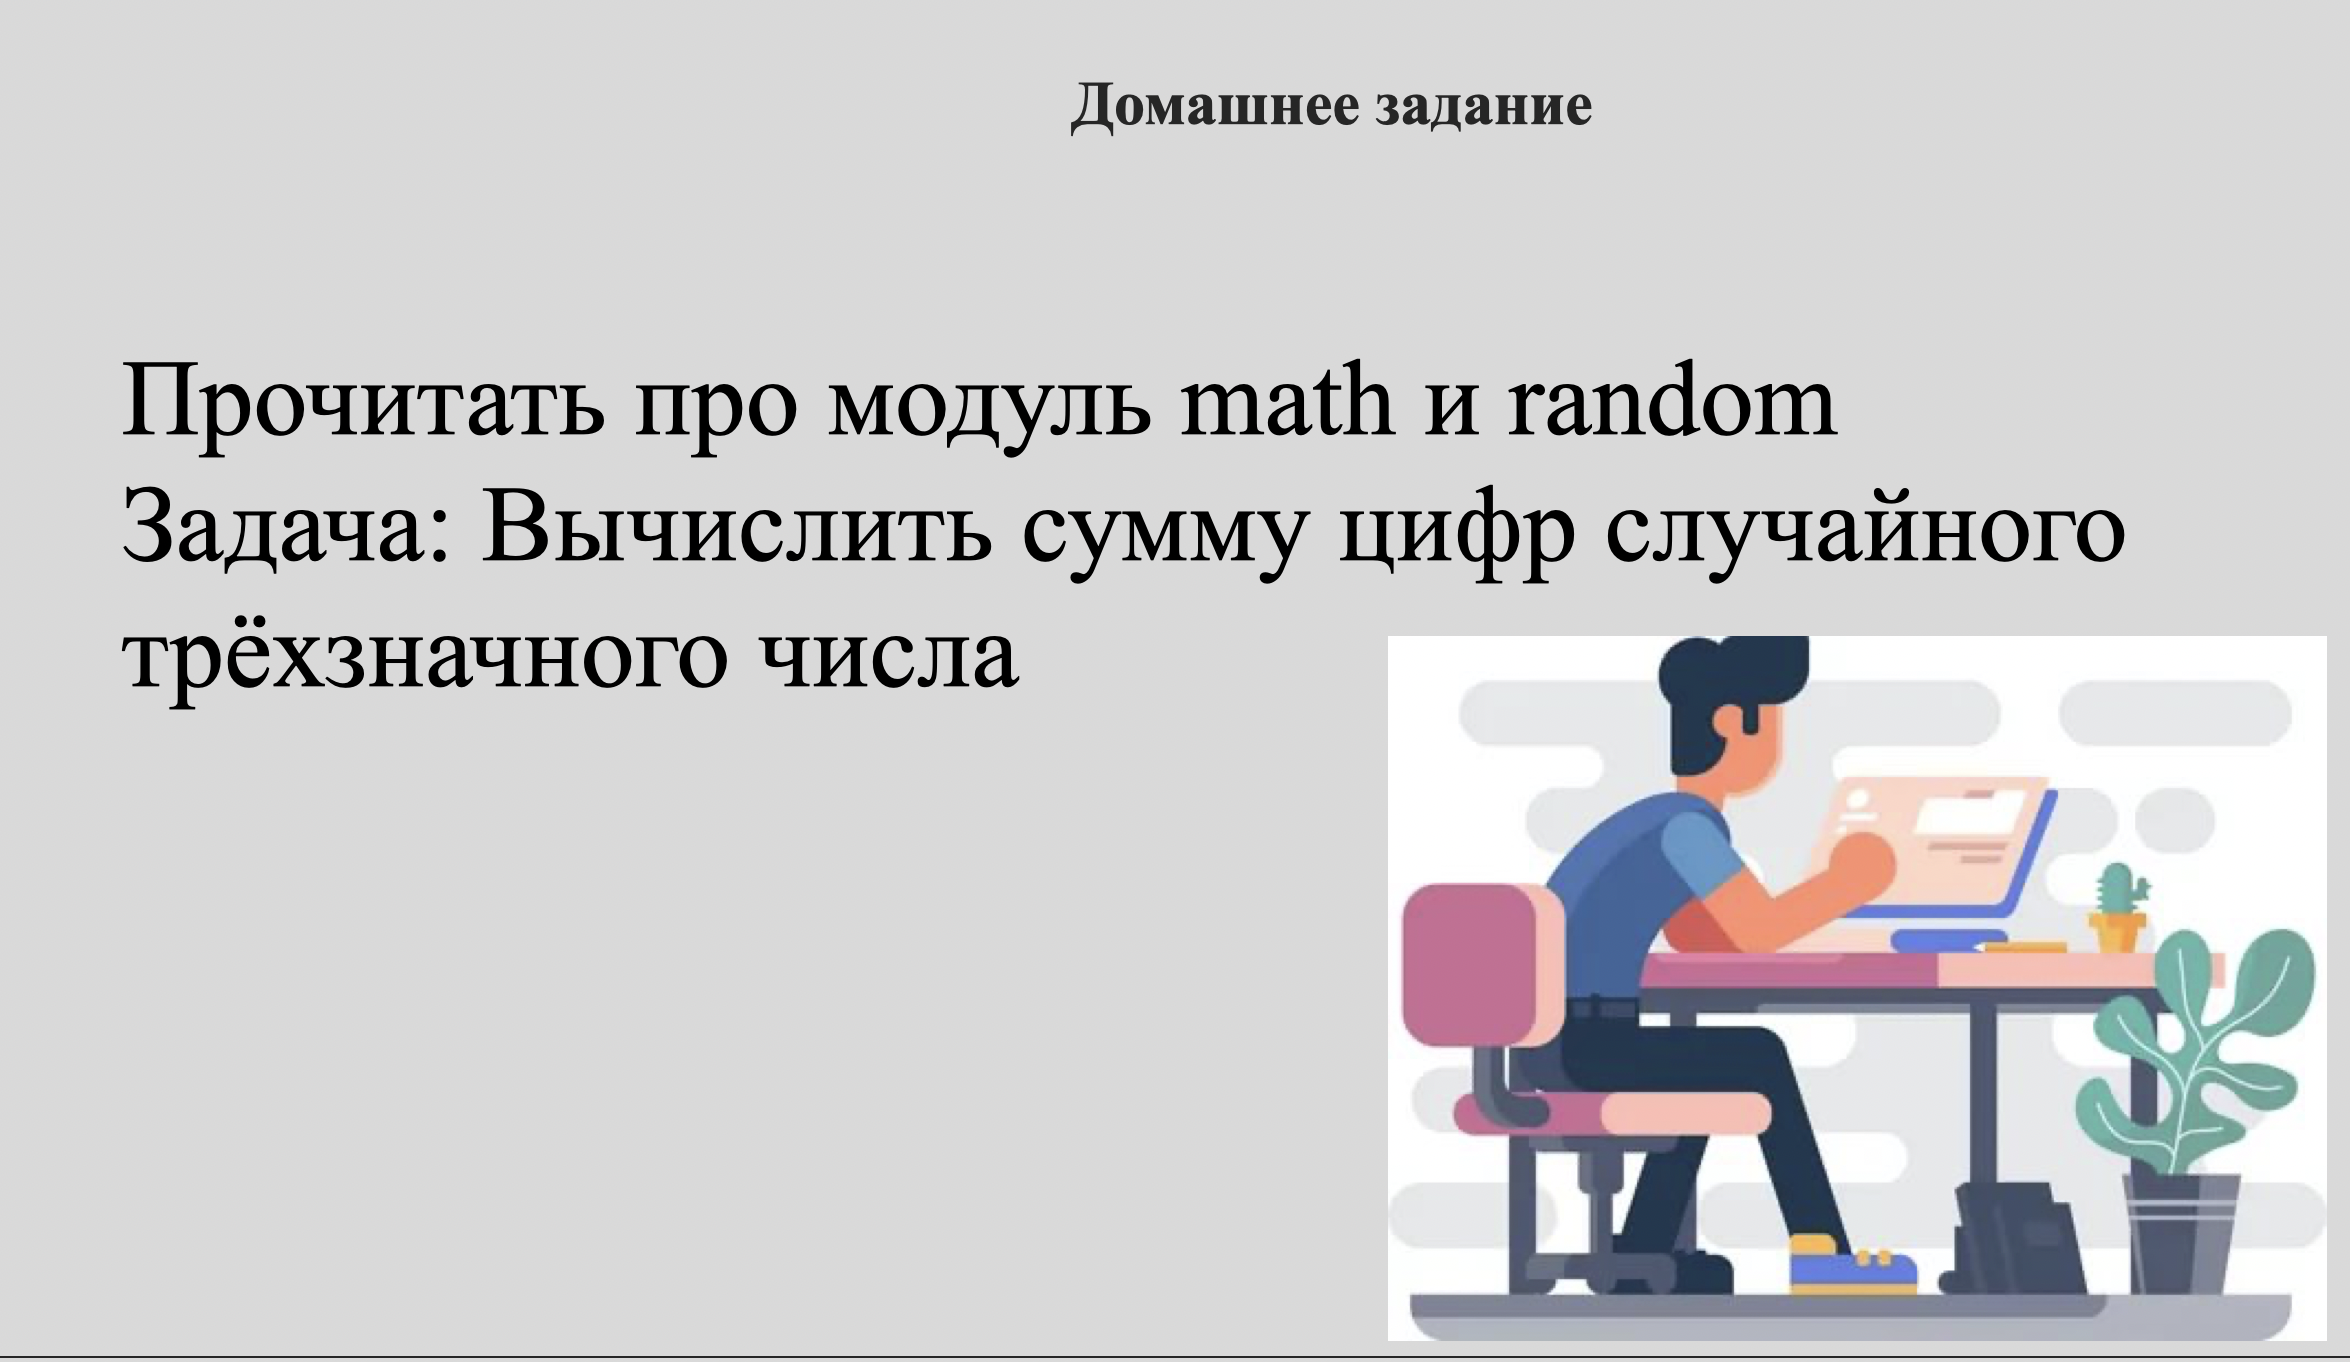 Домашнее задание
Прочитать про модуль math и random
Задача: Вычислить сумму цифр случайного
трёхзначного числа